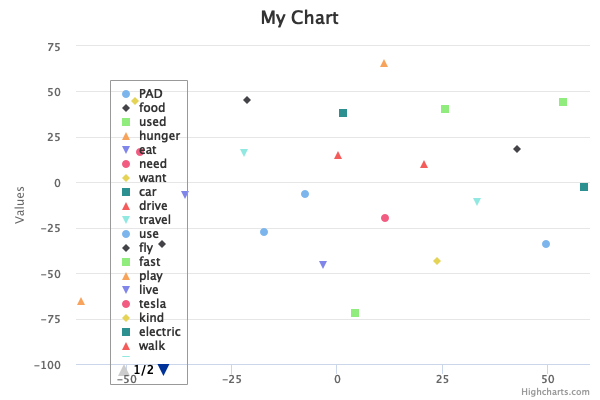 My Chart
75
50
25
0
−25
−50
−75
−100
Values
PAD
food
used
hunger
eat
need
want
car
drive
travel
use
fly
fast
play
live
tesla
kind
electric
walk
1/2
−50
−25
0
25
50
Highcharts.com